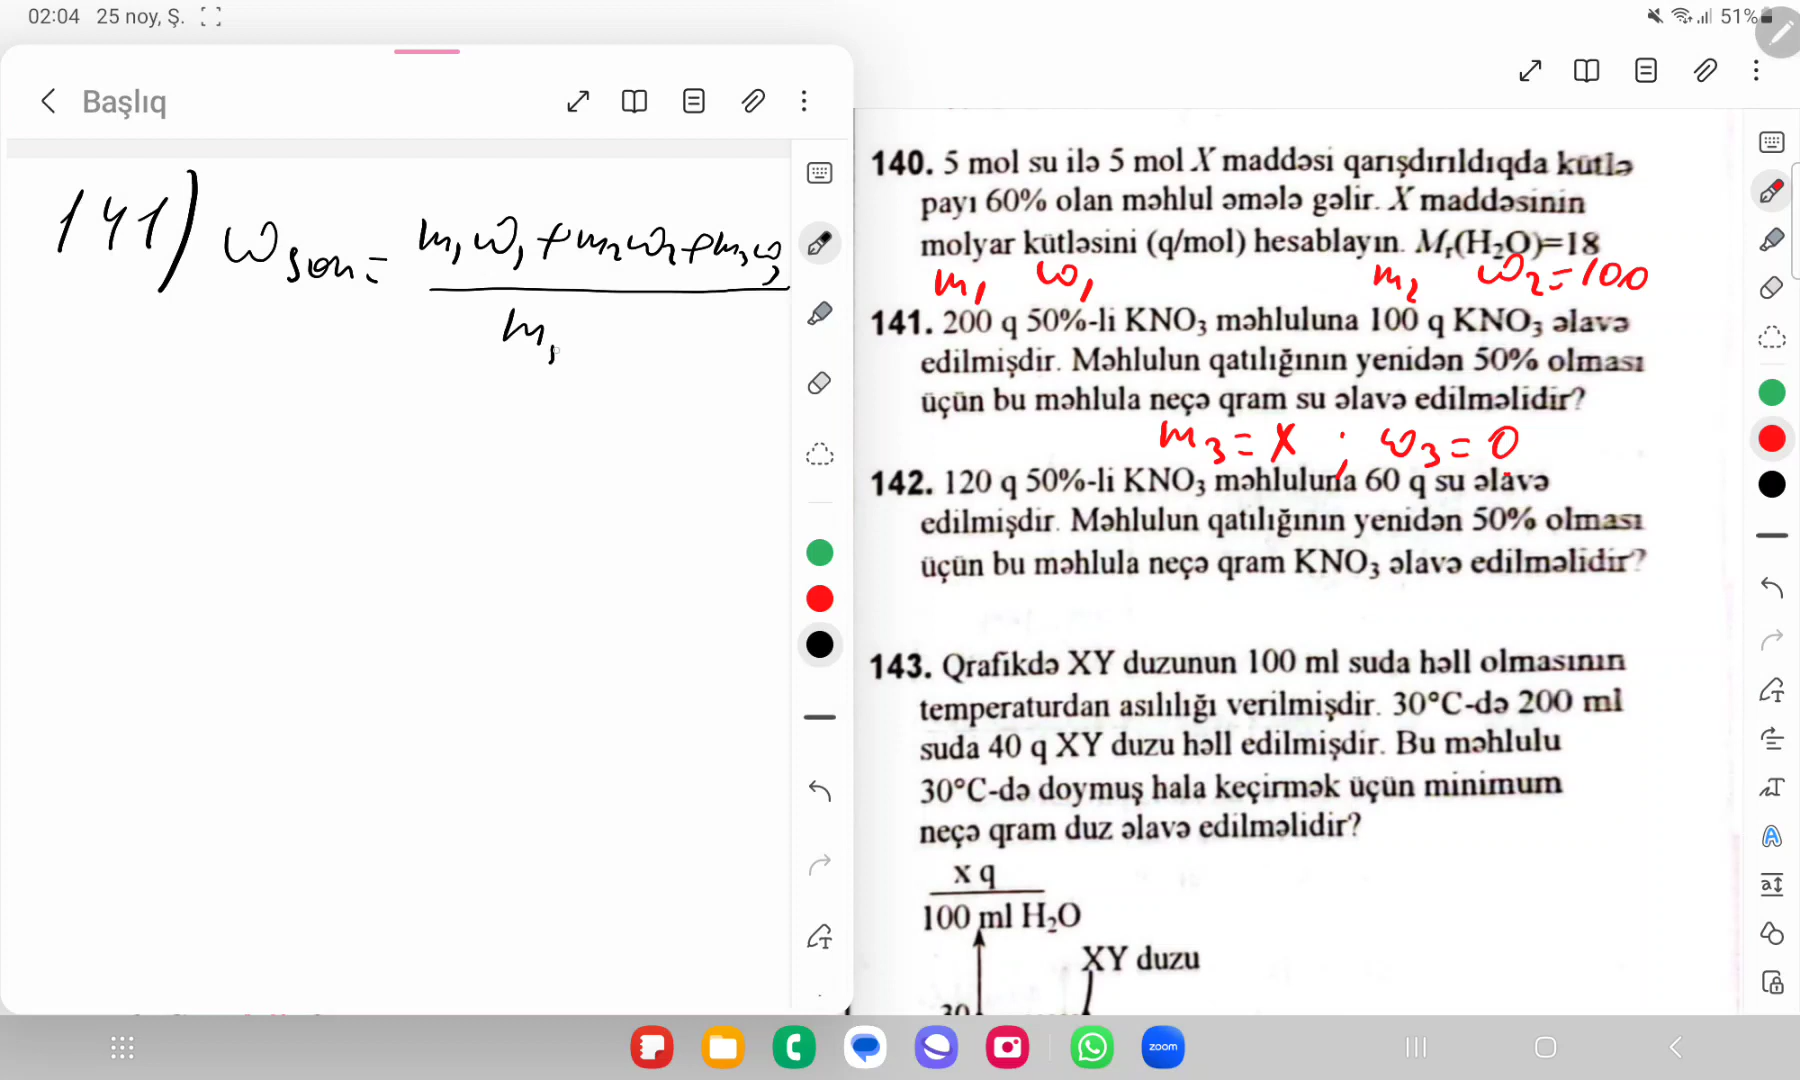 02:04 25 noy, Ş. 51%
Başlıq
141) ω son = m₁ω₁ + m₂ω₂ + m₃ω₃
m₁
140. 5 mol su ilə 5 mol X maddəsi qarışdırıldıqda kütlə
payı 60% olan məhlul əmələ gəlir. X maddəsinin
molyar kütləsini (q/mol) hesablayın. Mr(H₂O)=18
m₁ ω₁ m₂ ω₂=100
141. 200 q 50%-li KNO₃ məhluluna 100 q KNO₃ əlavə
edilmişdir. Məhlulun qatılığının yenidən 50% olması
üçün bu məhlula neçə qram su əlavə edilməlidir?
m₃ = x ; ω₃ = 0
142. 120 q 50%-li KNO₃ məhluluna 60 q su əlavə
edilmişdir. Məhlulun qatılığının yenidən 50% olması
üçün bu məhlula neçə qram KNO₃ əlavə edilməlidir?
143. Qrafikdə XY duzunun 100 ml suda həll olmasının
temperaturdan asılılığı verilmişdir. 30°C-də 200 ml
suda 40 q XY duzu həll edilmişdir. Bu məhlulu
30°C-də doymuş hala keçirmək üçün minimum
neçə qram duz əlavə edilməlidir?
x q
100 ml H₂O
XY duzu
zoom